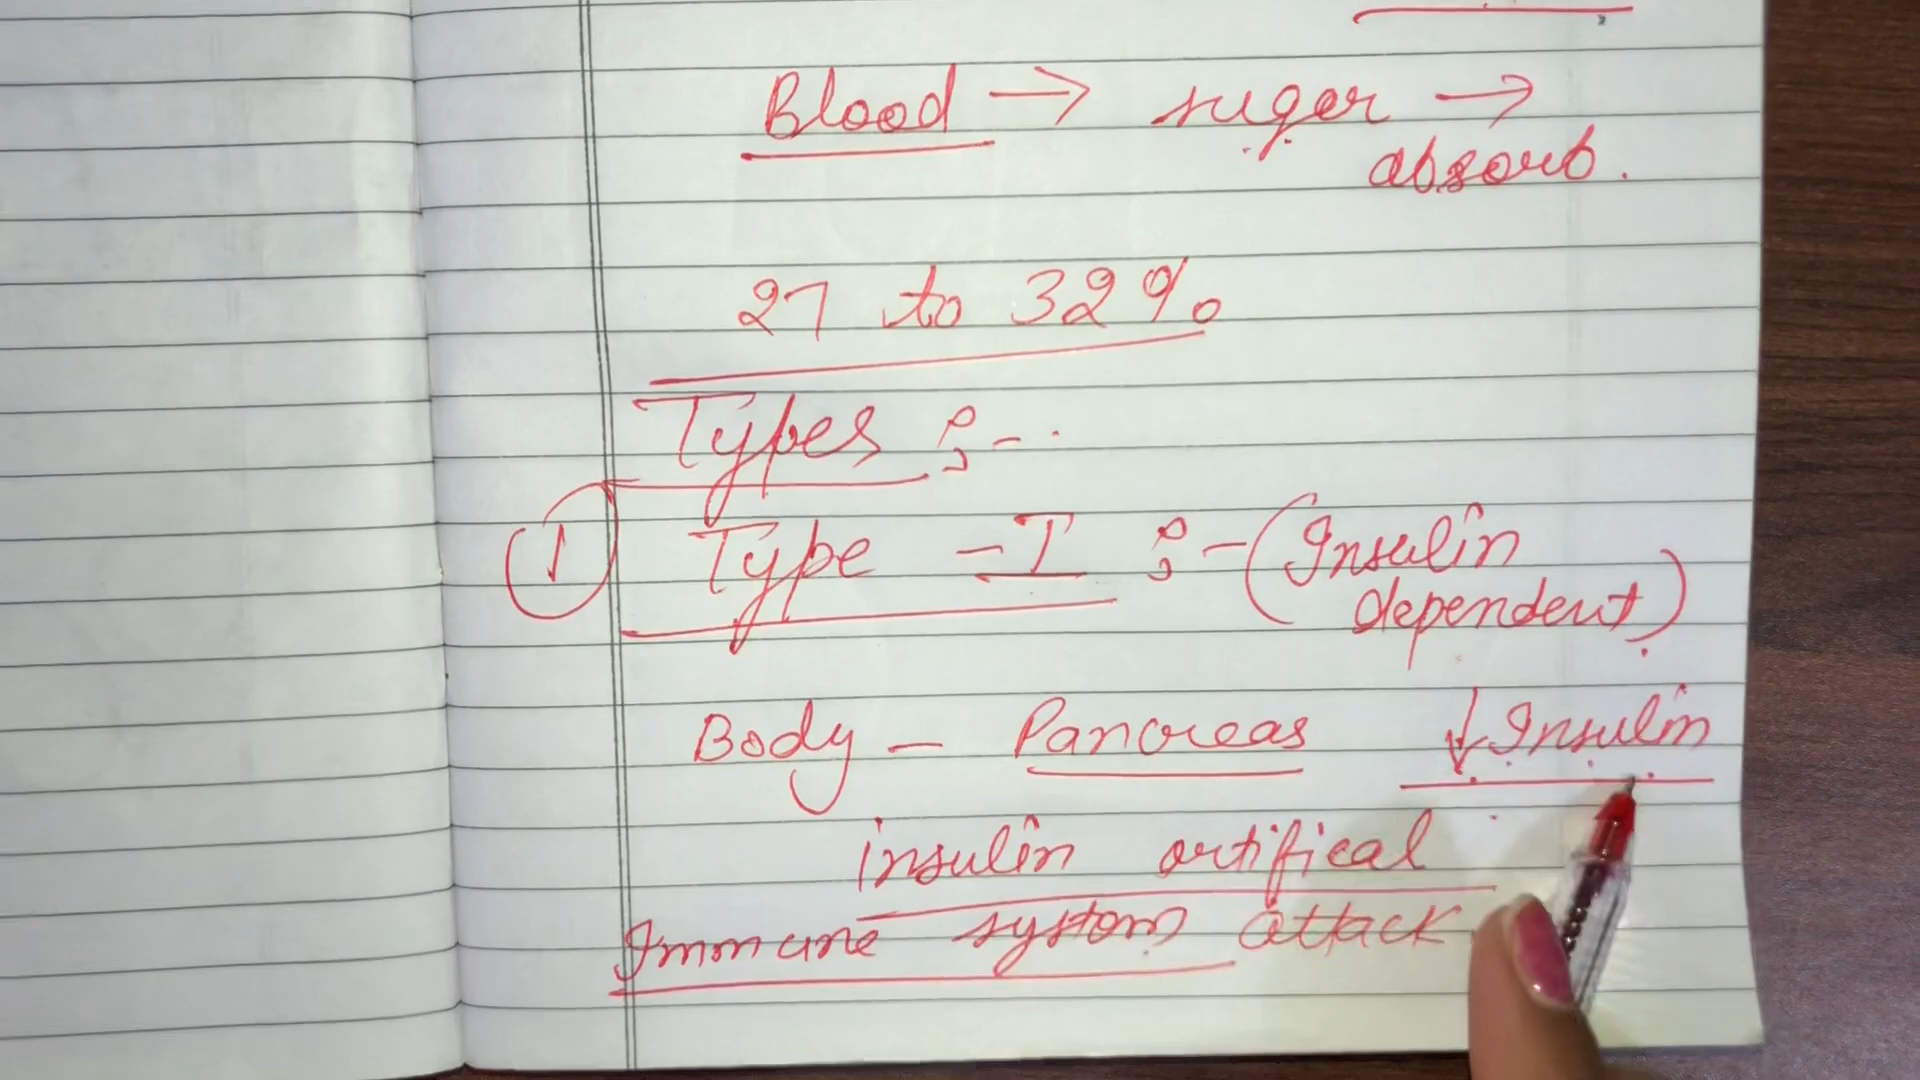 Blood → suger →
absorb.
27 to 32%
Types :-
① Type - I :- (Insulin
dependent)
Body - Pancreas ↓ Insulin
insulin artifical
Immune system attack